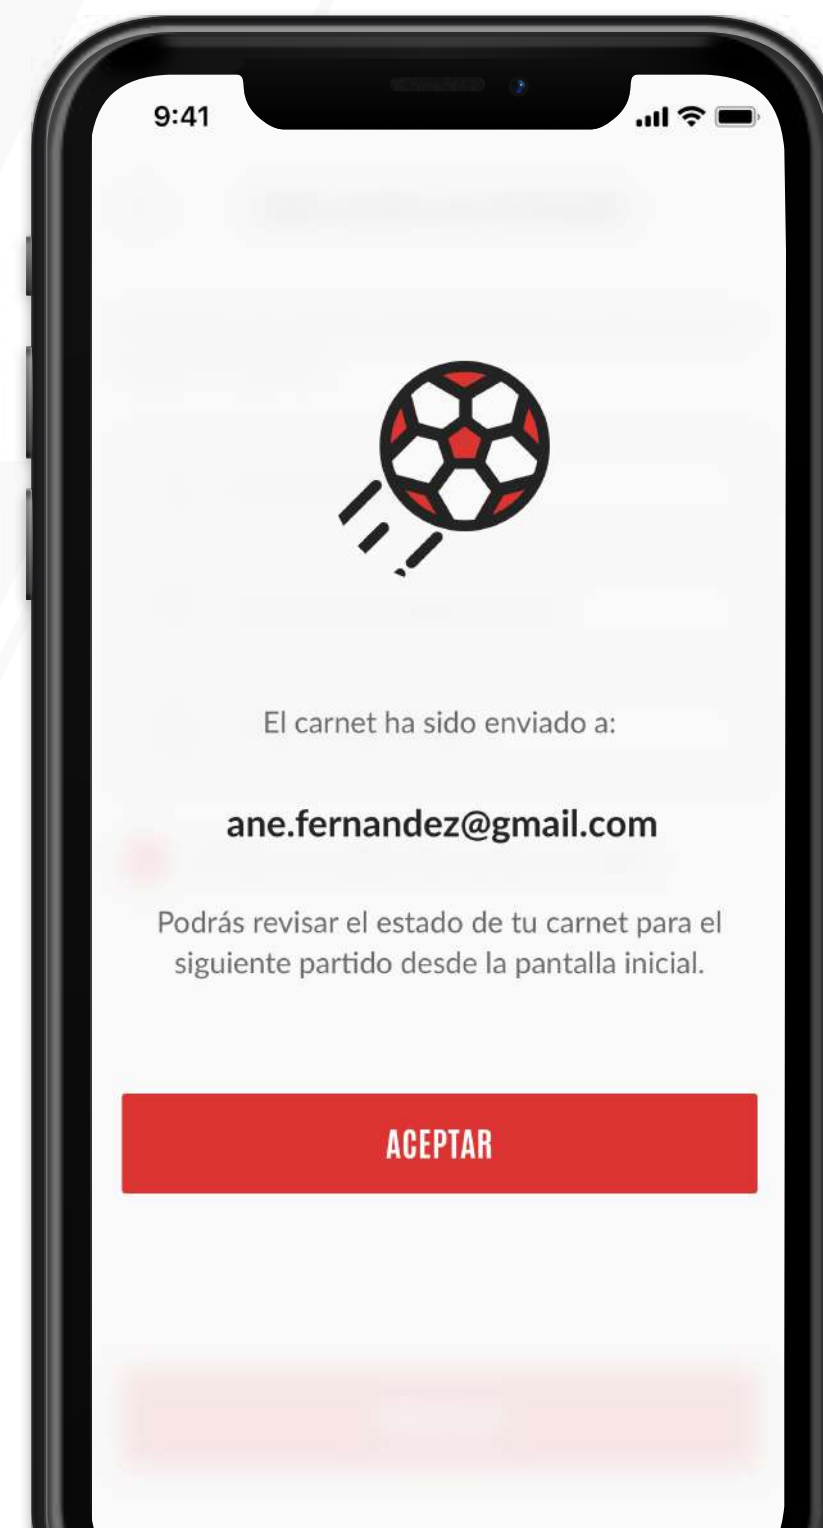 9:41
El carnet ha sido enviado a:
ane.fernandez@gmail.com
Podrás revisar el estado de tu carnet para el
siguiente partido desde la pantalla inicial.
ACEPTAR